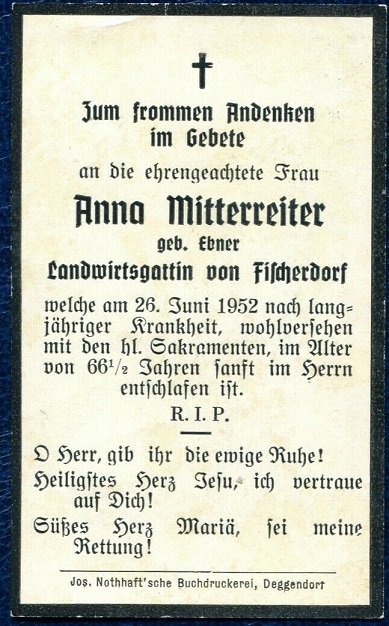 Zum frommen Andenken
im Gebete
an die ehrengeachtete Frau
Anna Mitterreiter
geb. Ebner
Landwirtsgattin von Fischerdorf
welche am 26. Juni 1952 nach lang=
jähriger Krankheit, wohlversehen
mit den hl. Sakramenten, im Alter
von 66 1/2 Jahren sanft im Herrn
entschlafen ist.
R. I. P.
O Herr, gib ihr die ewige Ruhe!
Heiligstes Herz Jesu, ich vertraue
auf Dich!
Süßes Herz Mariä, sei meine
Rettung!
Jos. Nothhaft'sche Buchdruckerei, Deggendorf